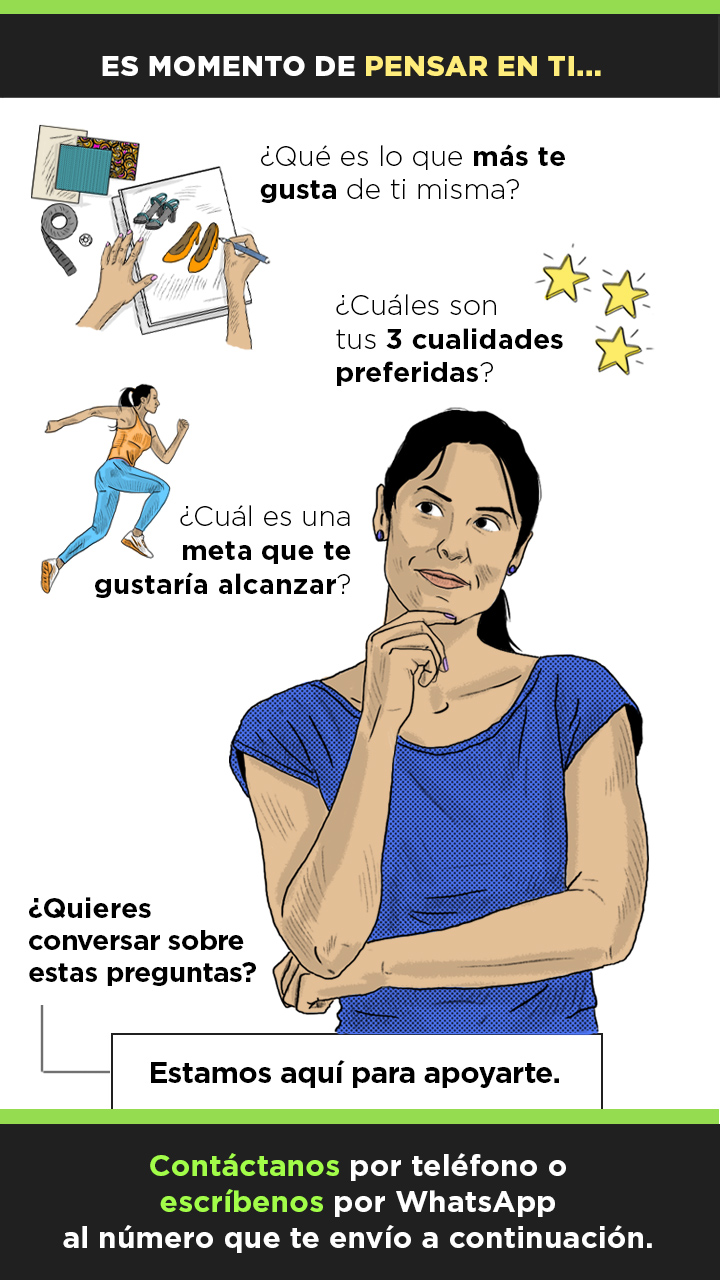 ES MOMENTO DE PENSAR EN TI...
¿Qué es lo que más te
gusta de ti misma?
¿Cuáles son
tus 3 cualidades
preferidas?
¿Cuál es una
meta que te
gustaría alcanzar?
¿Quieres
conversar sobre
estas preguntas?
Estamos aquí para apoyarte.
Contáctanos por teléfono o
escríbenos por WhatsApp
al número que te envío a continuación.